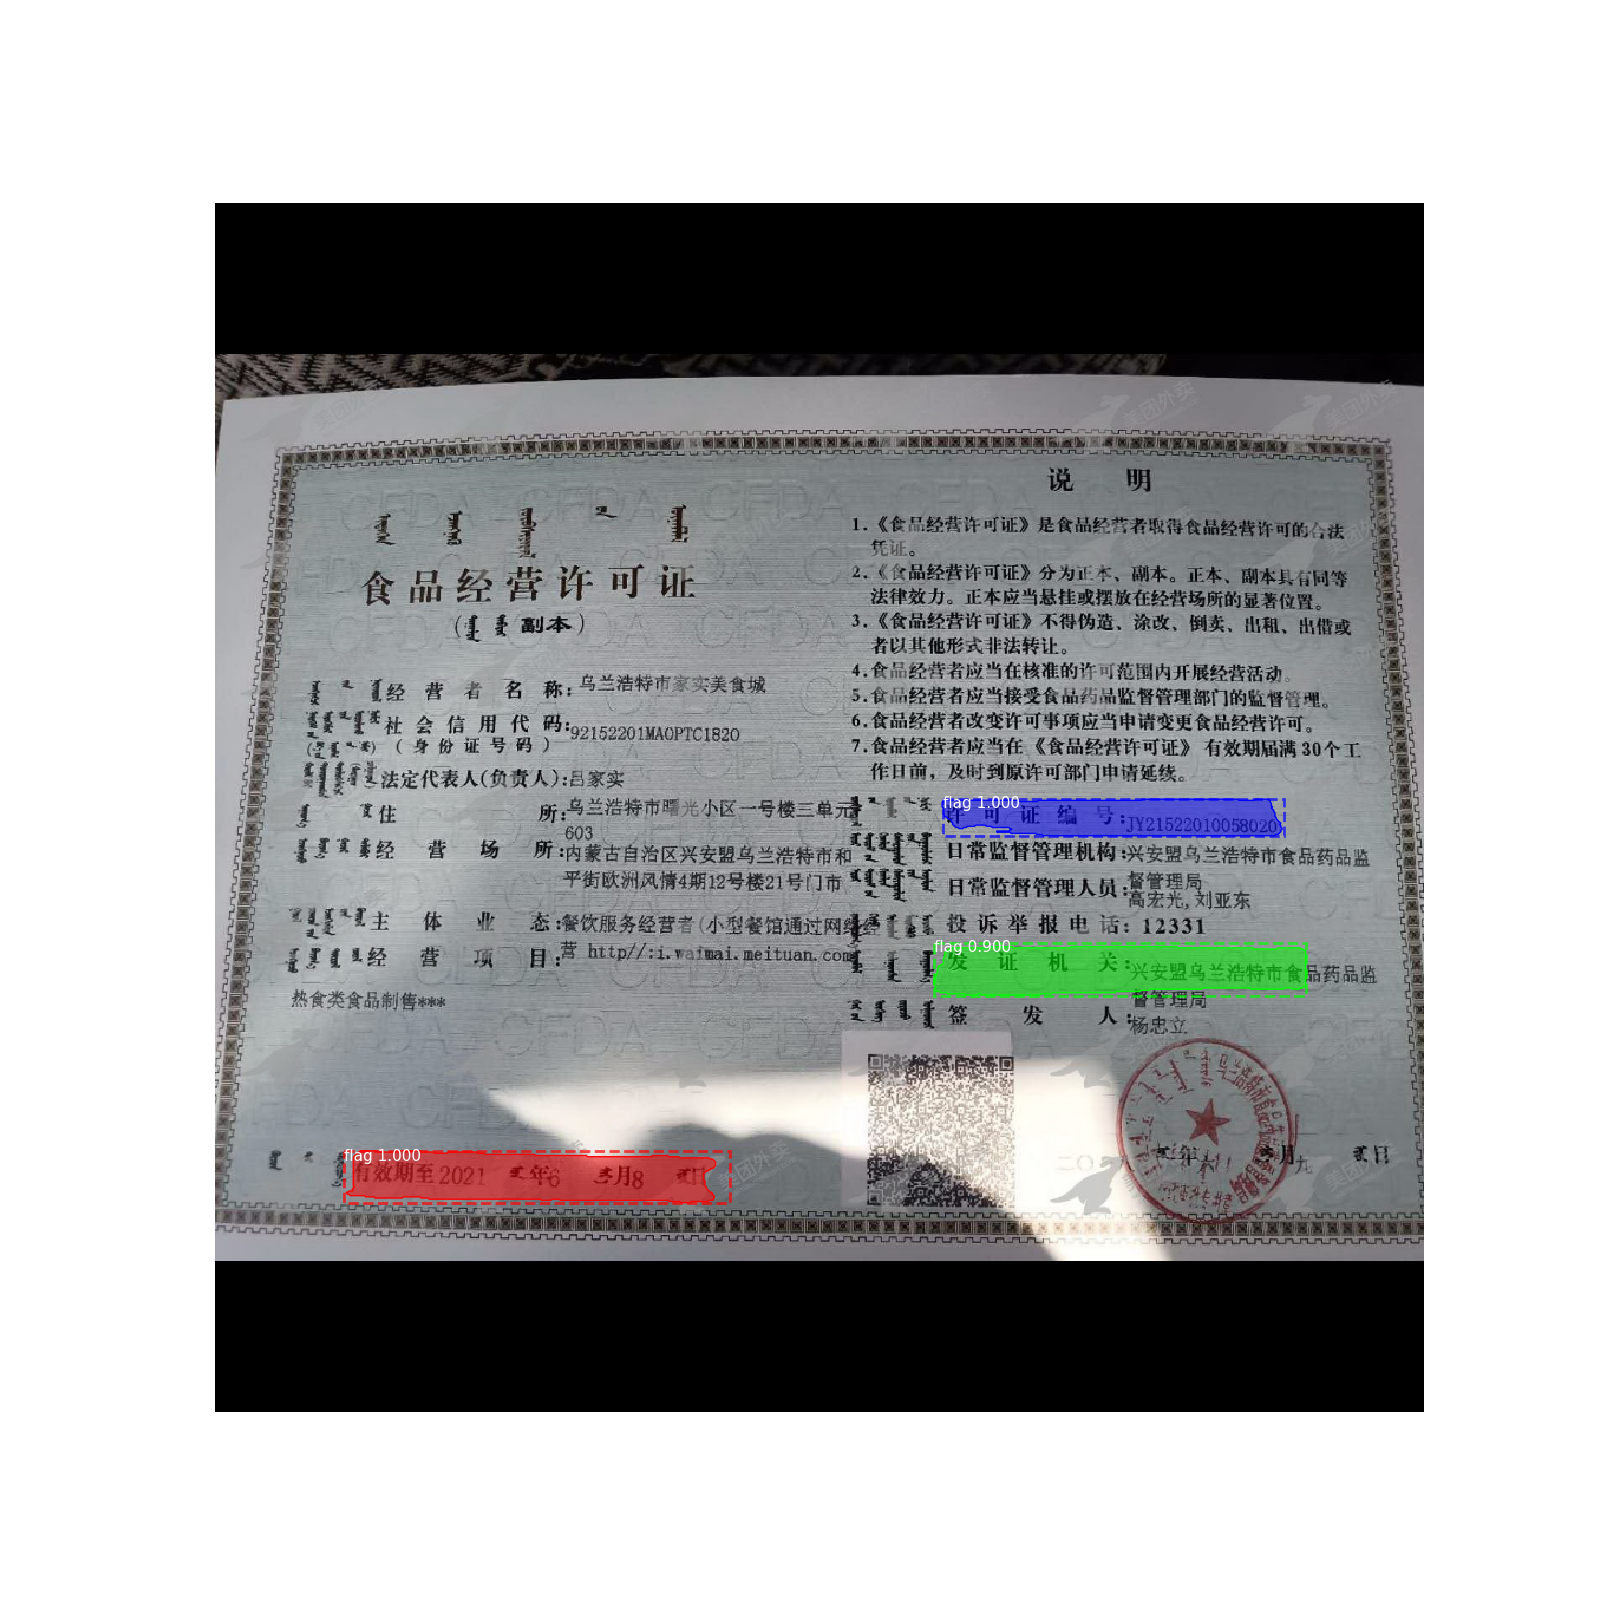 食品经营许可证
(副本)
经营者名称:乌兰浩特市家实美食城
社会信用代码:92152201MA0PTC1820
(身份证号码)
法定代表人(负责人):吕家实
住所:乌兰浩特市曙光小区一号楼三单元
603
经营场所:内蒙古自治区兴安盟乌兰浩特市和
平街欧洲风情4期12号楼21号门市
主体业态:餐饮服务经营者(小型餐馆通过网络经
营 http//:i.waimai.meituan.com
经营项目:
热食类食品制售***
flag 1.000
有效期至2021年6月8日
说明
1.《食品经营许可证》是食品经营者取得食品经营许可的合法
凭证。
2.《食品经营许可证》分为正本、副本。正本、副本具有同等
法律效力。正本应当悬挂或摆放在经营场所的显著位置。
3.《食品经营许可证》不得伪造、涂改、倒卖、出租、出借或
者以其他形式非法转让。
4.食品经营者应当在核准的许可范围内开展经营活动。
5.食品经营者应当接受食品药品监督管理部门的监督管理。
6.食品经营者改变许可事项应当申请变更食品经营许可。
7.食品经营者应当在《食品经营许可证》有效期届满30个工
作日前，及时到原许可部门申请延续。
flag 1.000
许可证编号:JY21522010058020
日常监督管理机构:兴安盟乌兰浩特市食品药品监
督管理局
日常监督管理人员:高宏光,刘亚东
投诉举报电话:12331
flag 0.900
发证机关:兴安盟乌兰浩特市食品药品监
督管理局
签发人:杨忠立
二〇 年 月九日
美团外卖